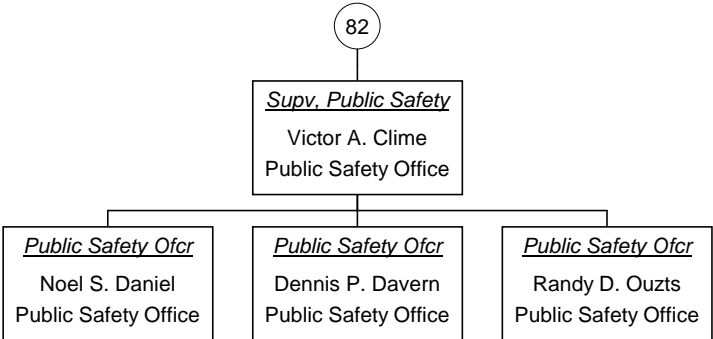 82
Supv, Public Safety
Victor A. Clime
Public Safety Office
Public Safety Ofcr
Noel S. Daniel
Public Safety Office
Public Safety Ofcr
Dennis P. Davern
Public Safety Office
Public Safety Ofcr
Randy D. Ouzts
Public Safety Office